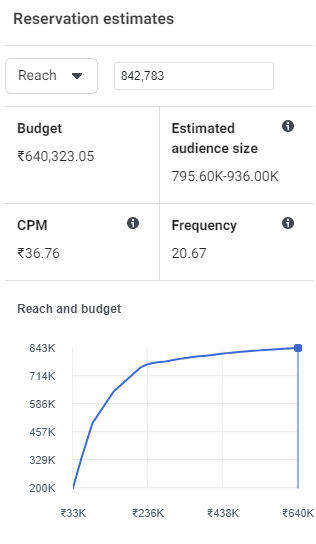 Reservation estimates
Reach 842,783
Budget
₹640,323.05
Estimated
audience size
795.60K-936.00K
CPM
₹36.76
Frequency
20.67
Reach and budget
843K
714K
586K
457K
329K
200K
₹33K ₹236K ₹438K ₹640K